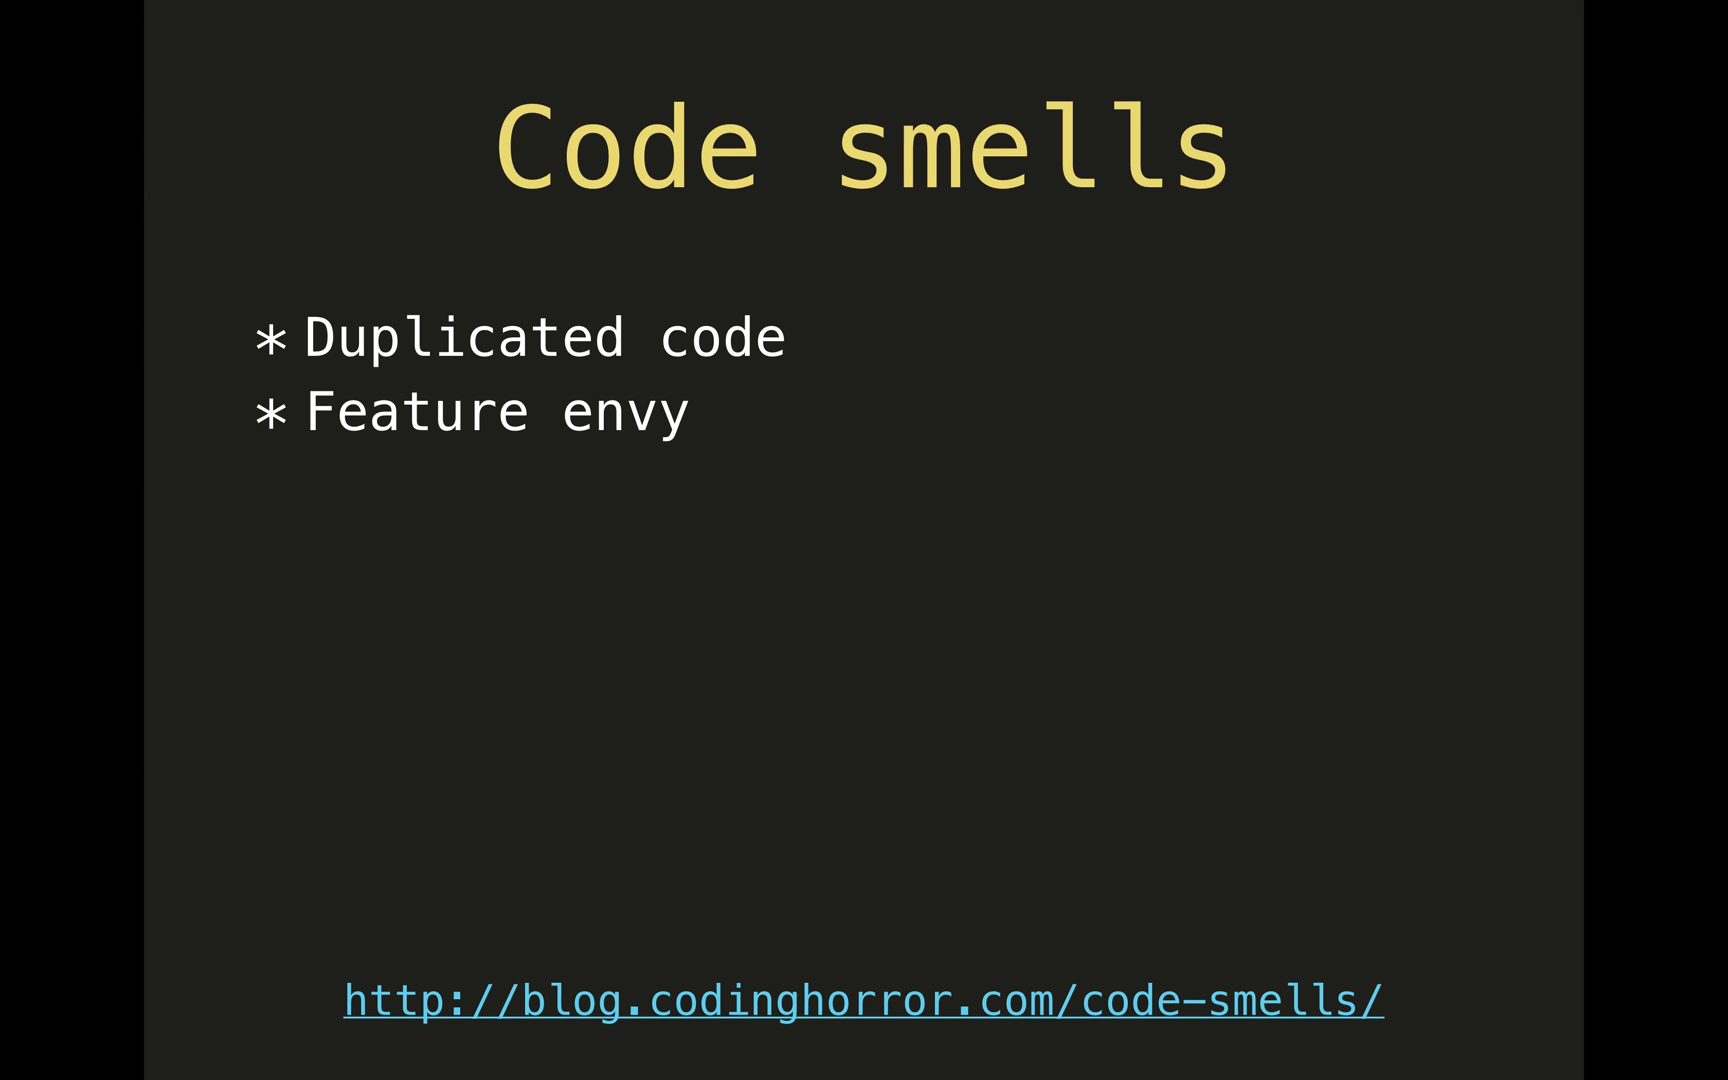 Code smells
* Duplicated code
* Feature envy
http://blog.codinghorror.com/code-smells/